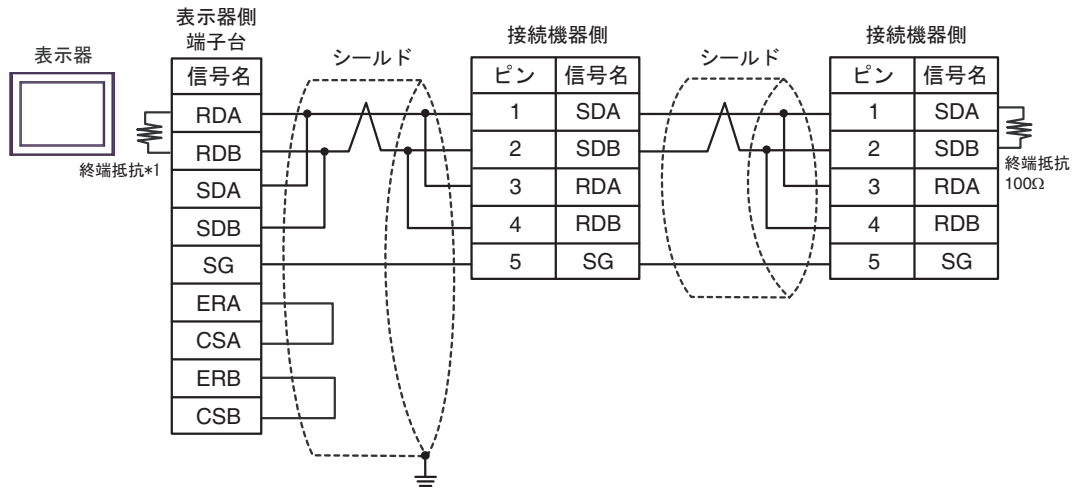 表示器
表示器側
端子台
信号名
RDA
RDB
SDA
SDB
SG
ERA
CSA
ERB
CSB
終端抵抗*1
シールド
接続機器側
ピン 信号名
1 SDA
2 SDB
3 RDA
4 RDB
5 SG
シールド
接続機器側
ピン 信号名
1 SDA
2 SDB
3 RDA
4 RDB
5 SG
終端抵抗
100Ω